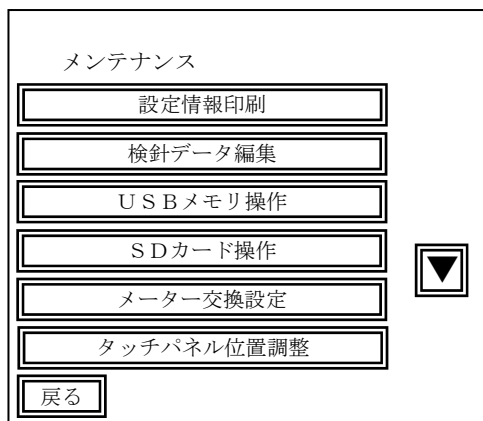 メンテナンス
設定情報印刷
検針データ編集
ＵＳＢメモリ操作
ＳＤカード操作
メーター交換設定
タッチパネル位置調整
▼
戻る